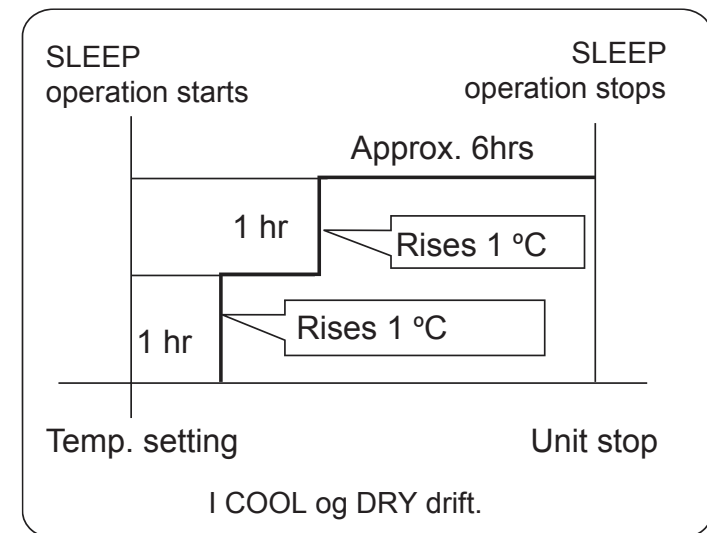 SLEEP
operation starts
SLEEP
operation stops
Approx. 6hrs
1 hr
Rises 1 ºC
1 hr
Rises 1 ºC
Temp. setting
Unit stop
I COOL og DRY drift.